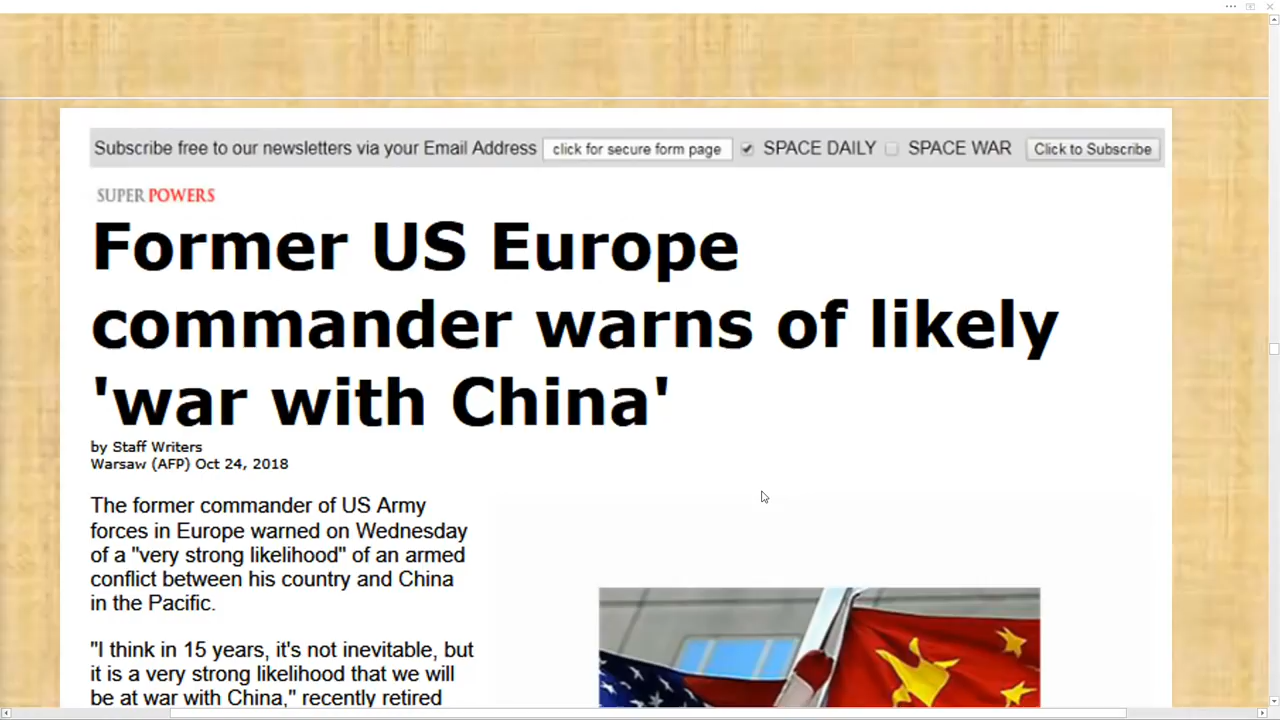 Subscribe free to our newsletters via your Email Address click for secure form page SPACE DAILY SPACE WAR Click to Subscribe
SUPER POWERS
Former US Europe
commander warns of likely
'war with China'
by Staff Writers
Warsaw (AFP) Oct 24, 2018
The former commander of US Army
forces in Europe warned on Wednesday
of a "very strong likelihood" of an armed
conflict between his country and China
in the Pacific.
"I think in 15 years, it's not inevitable, but
it is a very strong likelihood that we will
be at war with China," recently retired